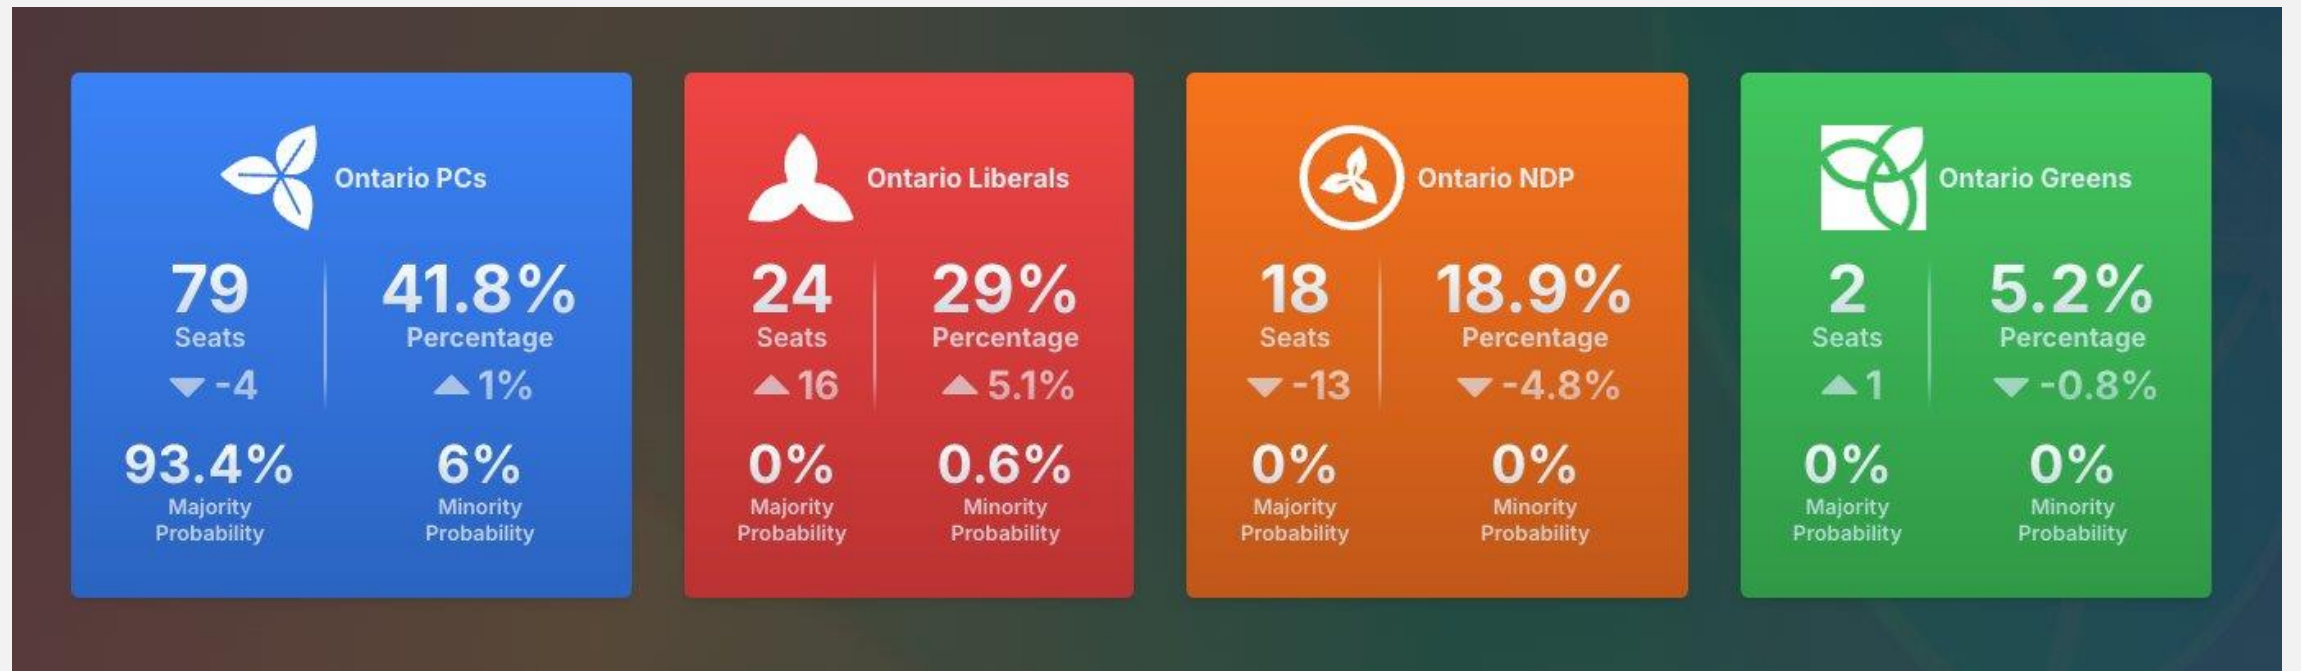 Ontario PCs
79
Seats
-4
41.8%
Percentage
1%
93.4%
Majority
Probability
6%
Minority
Probability
Ontario Liberals
24
Seats
16
29%
Percentage
5.1%
0%
Majority
Probability
0.6%
Minority
Probability
Ontario NDP
18
Seats
-13
18.9%
Percentage
-4.8%
0%
Majority
Probability
0%
Minority
Probability
Ontario Greens
2
Seats
1
5.2%
Percentage
-0.8%
0%
Majority
Probability
0%
Minority
Probability